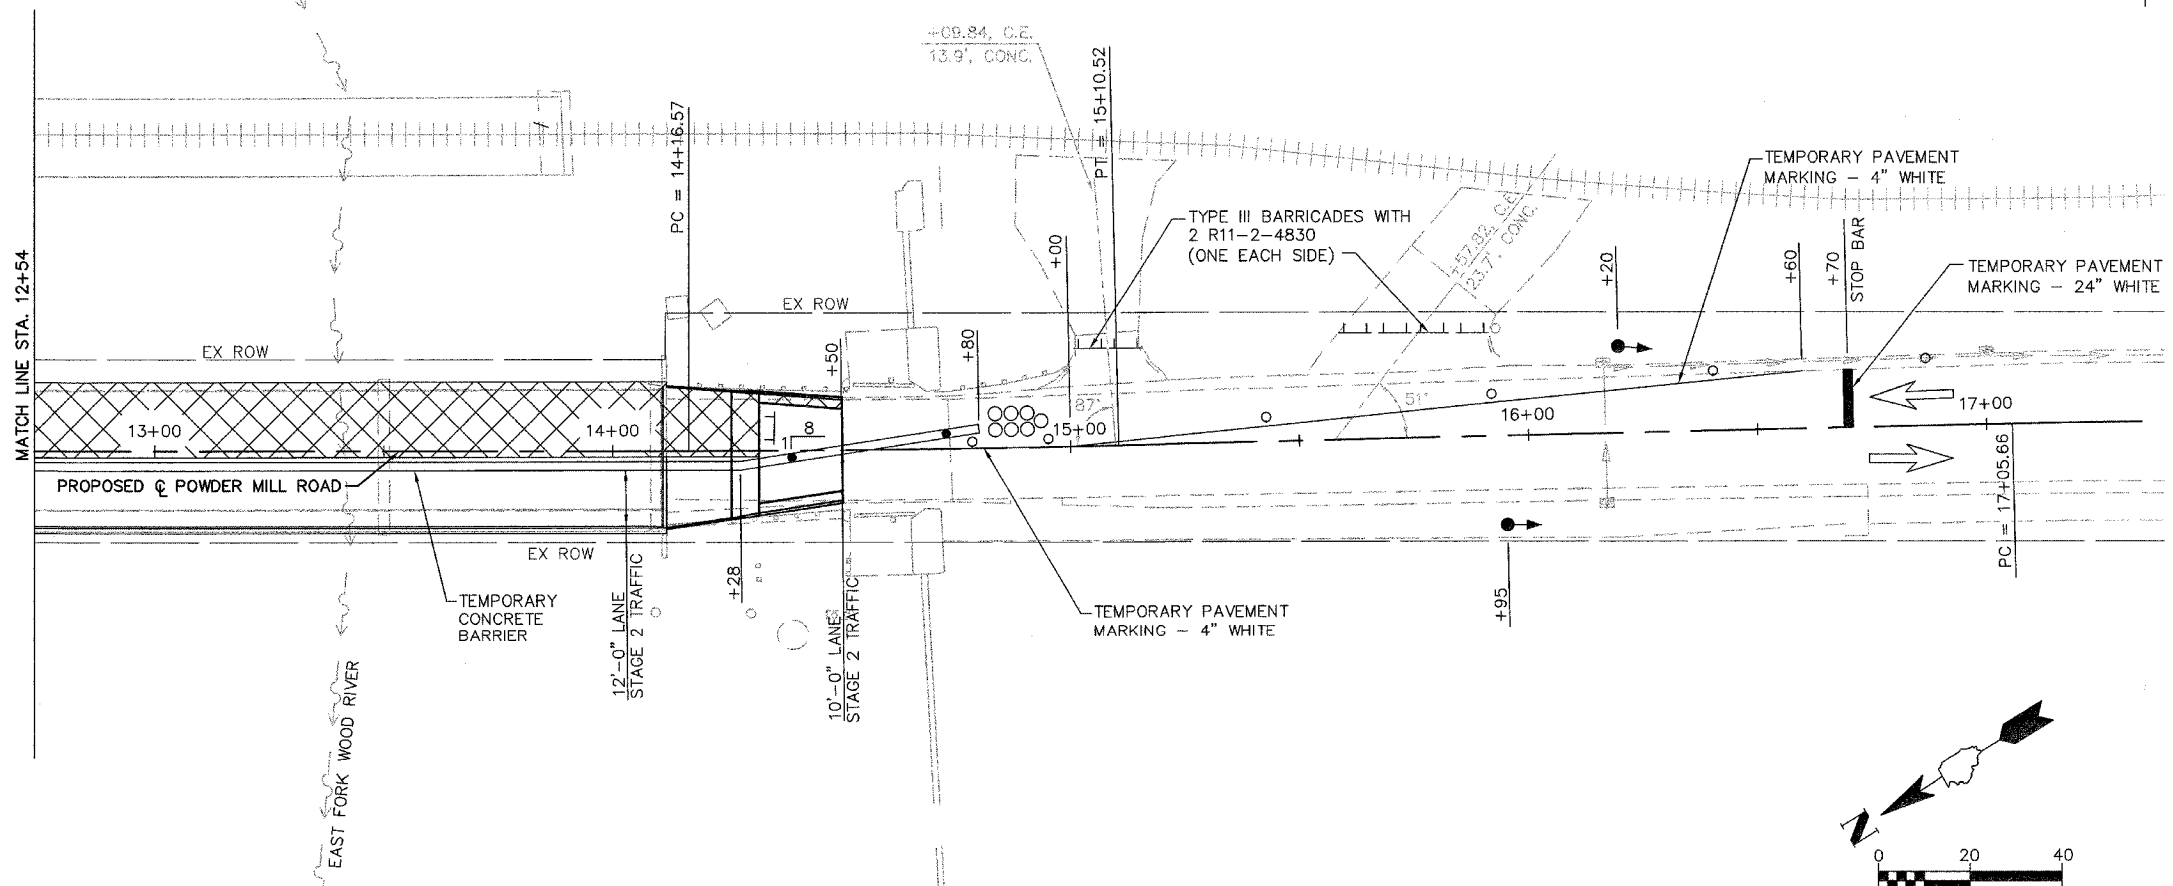 +09.84, C.E.
13.9', CONC.
PT = 15+10.52
PC = 14+16.57
TEMPORARY PAVEMENT
MARKING – 4" WHITE
TYPE III BARRICADES WITH
2 R11-2-4830
(ONE EACH SIDE)
+57.82, C.E.
23.7', CONC.
+00
+20
+60
+70
STOP BAR
TEMPORARY PAVEMENT
MARKING – 24" WHITE
MATCH LINE STA. 12+54
EX ROW
EX ROW
+50
+80
13+00
14+00
1
8
87'
15+00
51'
16+00
17+00
PROPOSED ℄ POWDER MILL ROAD
PC = 17+05.66
EX ROW
TEMPORARY
CONCRETE
BARRIER
12'-0" LANE
STAGE 2 TRAFFIC
+28
10'-0" LANE
STAGE 2 TRAFFIC
TEMPORARY PAVEMENT
MARKING – 4" WHITE
+95
EAST FORK WOOD RIVER
N
0 20 40